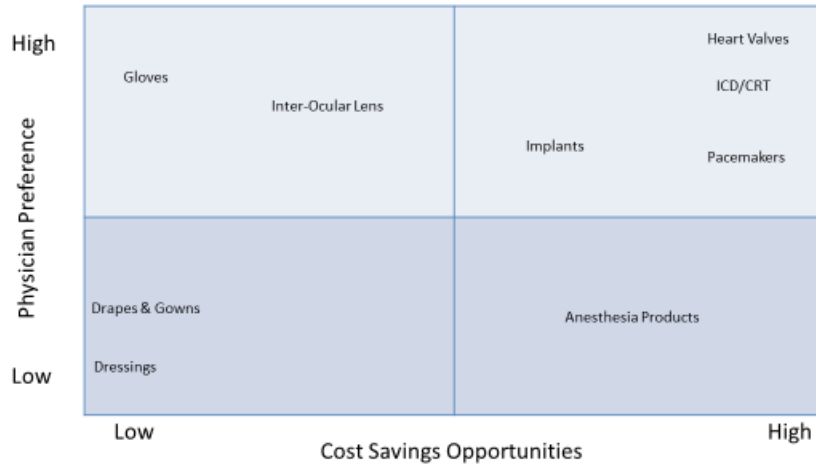 High
Heart Valves
Gloves
ICD/CRT
Inter-Ocular Lens
Implants
Pacemakers
Physician Preference
Drapes & Gowns
Anesthesia Products
Dressings
Low
Low
High
Cost Savings Opportunities